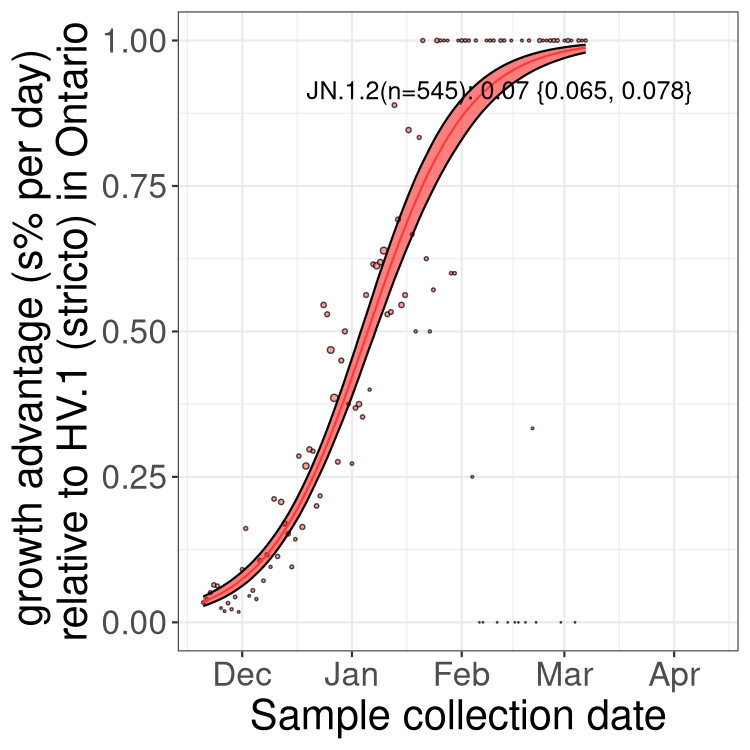 growth advantage (s% per day)
relative to HV.1 (stricto) in Ontario
1.00
0.75
0.50
0.25
0.00
JN.1.2(n=545): 0.07 {0.065, 0.078}
Dec Jan Feb Mar Apr
Sample collection date